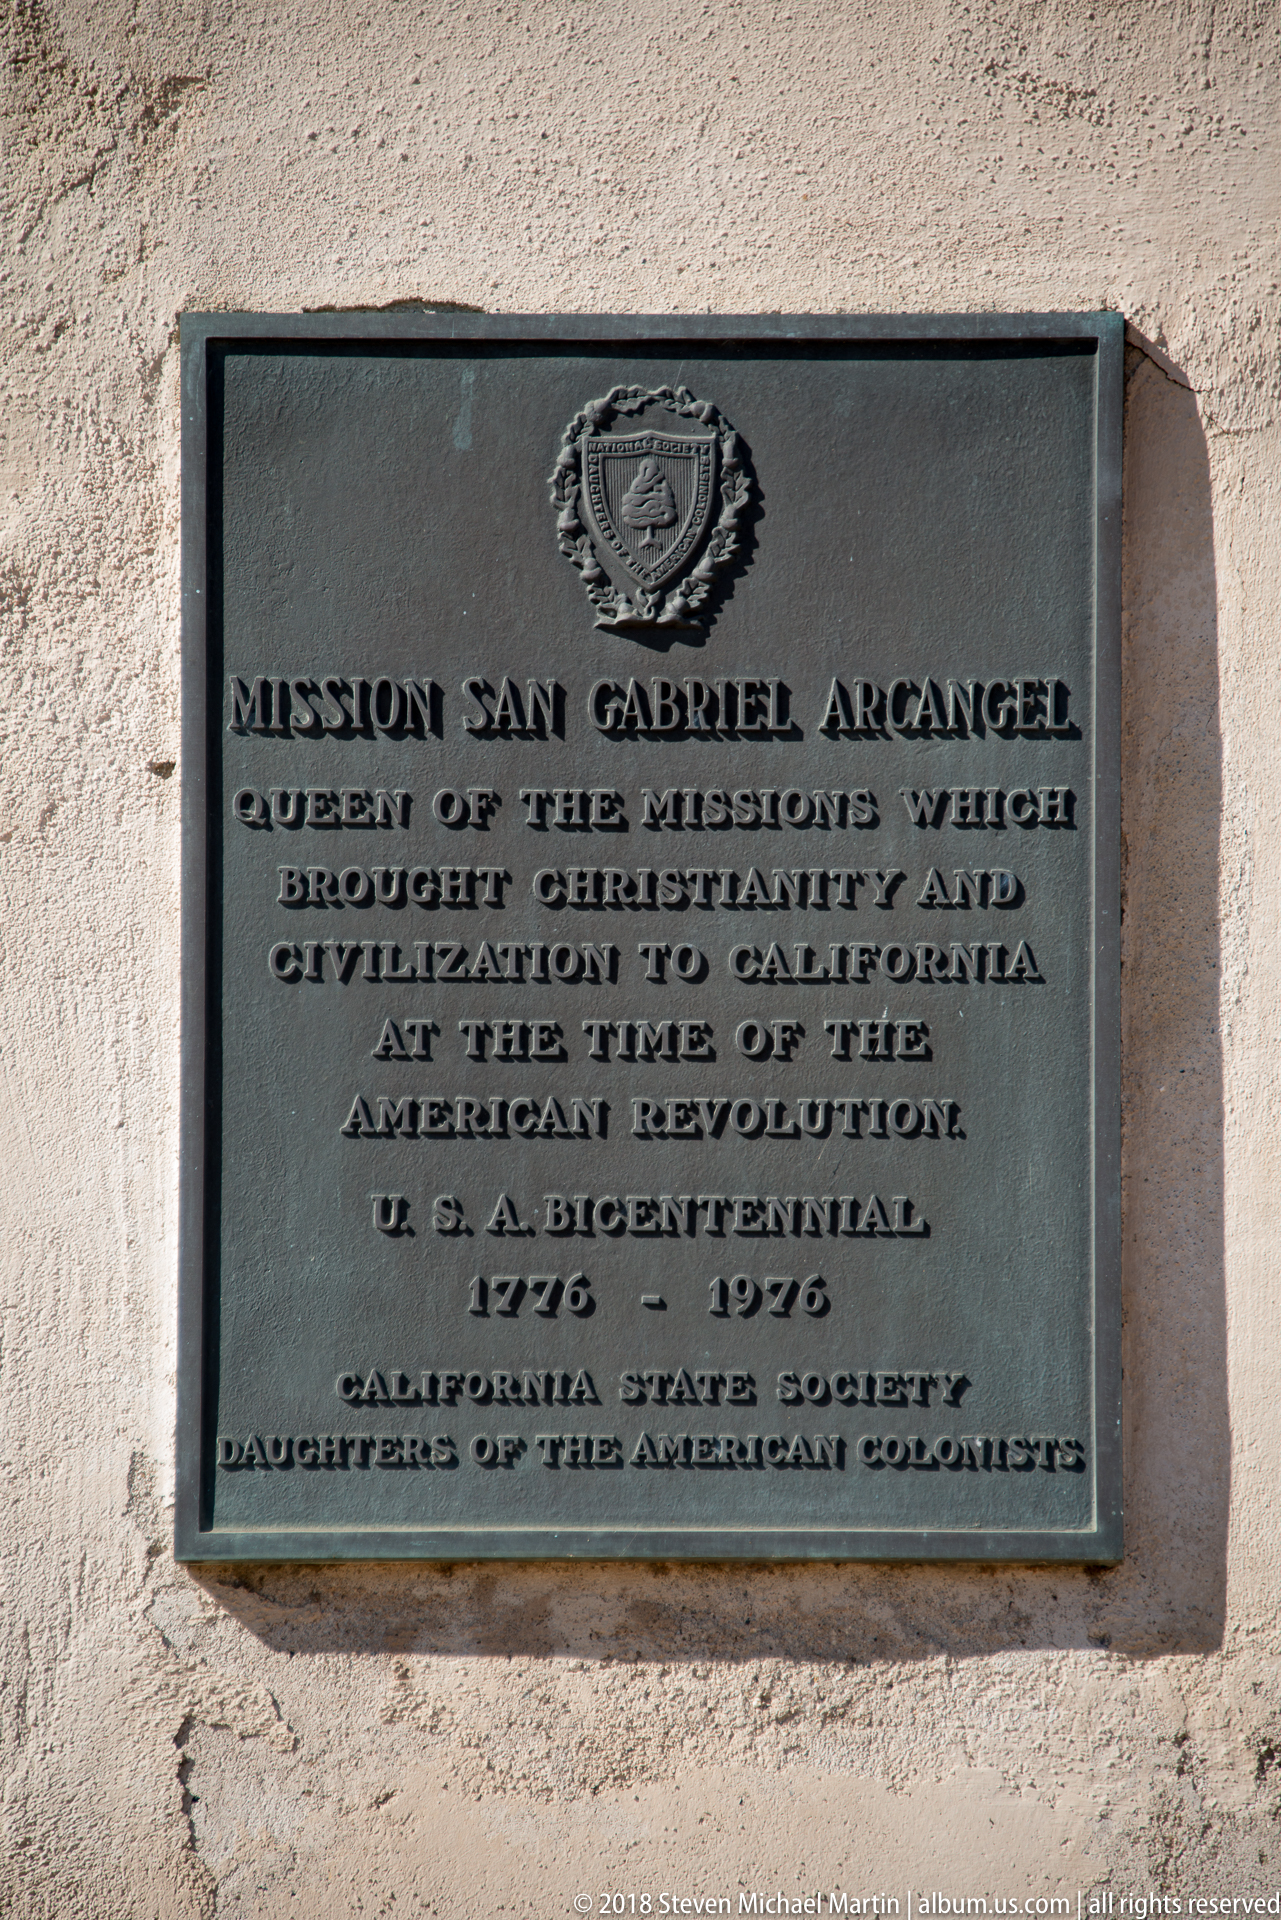 NATIONAL SOCIETY
DAUGHTERS OF THE AMERICAN COLONISTS
MISSION SAN GABRIEL ARCANGEL
QUEEN OF THE MISSIONS WHICH
BROUGHT CHRISTIANITY AND
CIVILIZATION TO CALIFORNIA
AT THE TIME OF THE
AMERICAN REVOLUTION.
U. S. A. BICENTENNIAL
1776 - 1976
CALIFORNIA STATE SOCIETY
DAUGHTERS OF THE AMERICAN COLONISTS
© 2018 Steven Michael Martin | album.us.com | all rights reserved